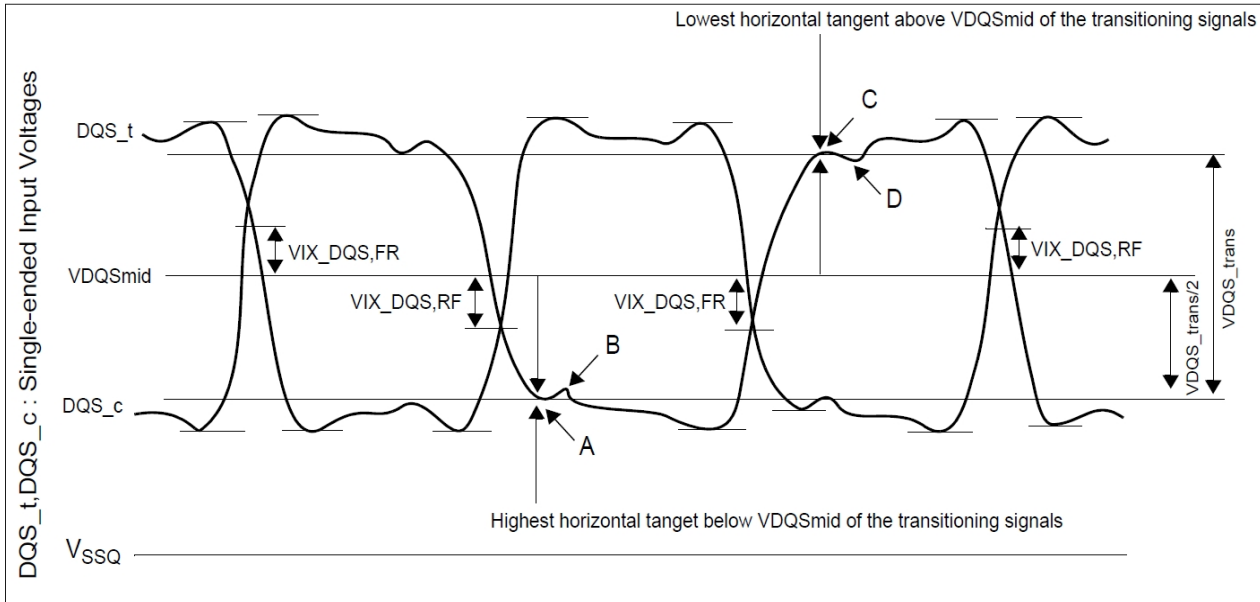 Lowest horizontal tangent above VDQSmid of the transitioning signals
DQS_t,DQS_c : Single-ended Input Voltages
DQS_t
C
D
VIX_DQS,FR
VIX_DQS,RF
VDQSmid
VIX_DQS,RF
VIX_DQS,FR
VDQS_trans/2
VDQS_trans
B
DQS_c
A
Highest horizontal tanget below VDQSmid of the transitioning signals
VSSQ